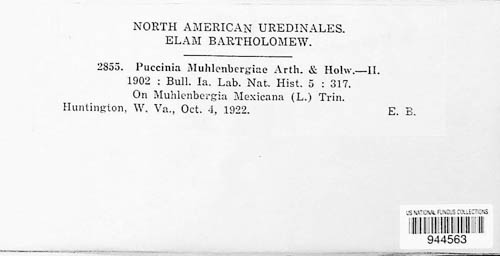 NORTH AMERICAN UREDINALES.
ELAM BARTHOLOMEW.
2855. Puccinia Muhlenbergiae Arth. & Holw.—II.
1902 : Bull. Ia. Lab. Nat. Hist. 5 : 317.
On Muhlenbergia Mexicana (L.) Trin.
Huntington, W. Va., Oct. 4, 1922. E. B.
US NATIONAL FUNGUS COLLECTIONS
944563